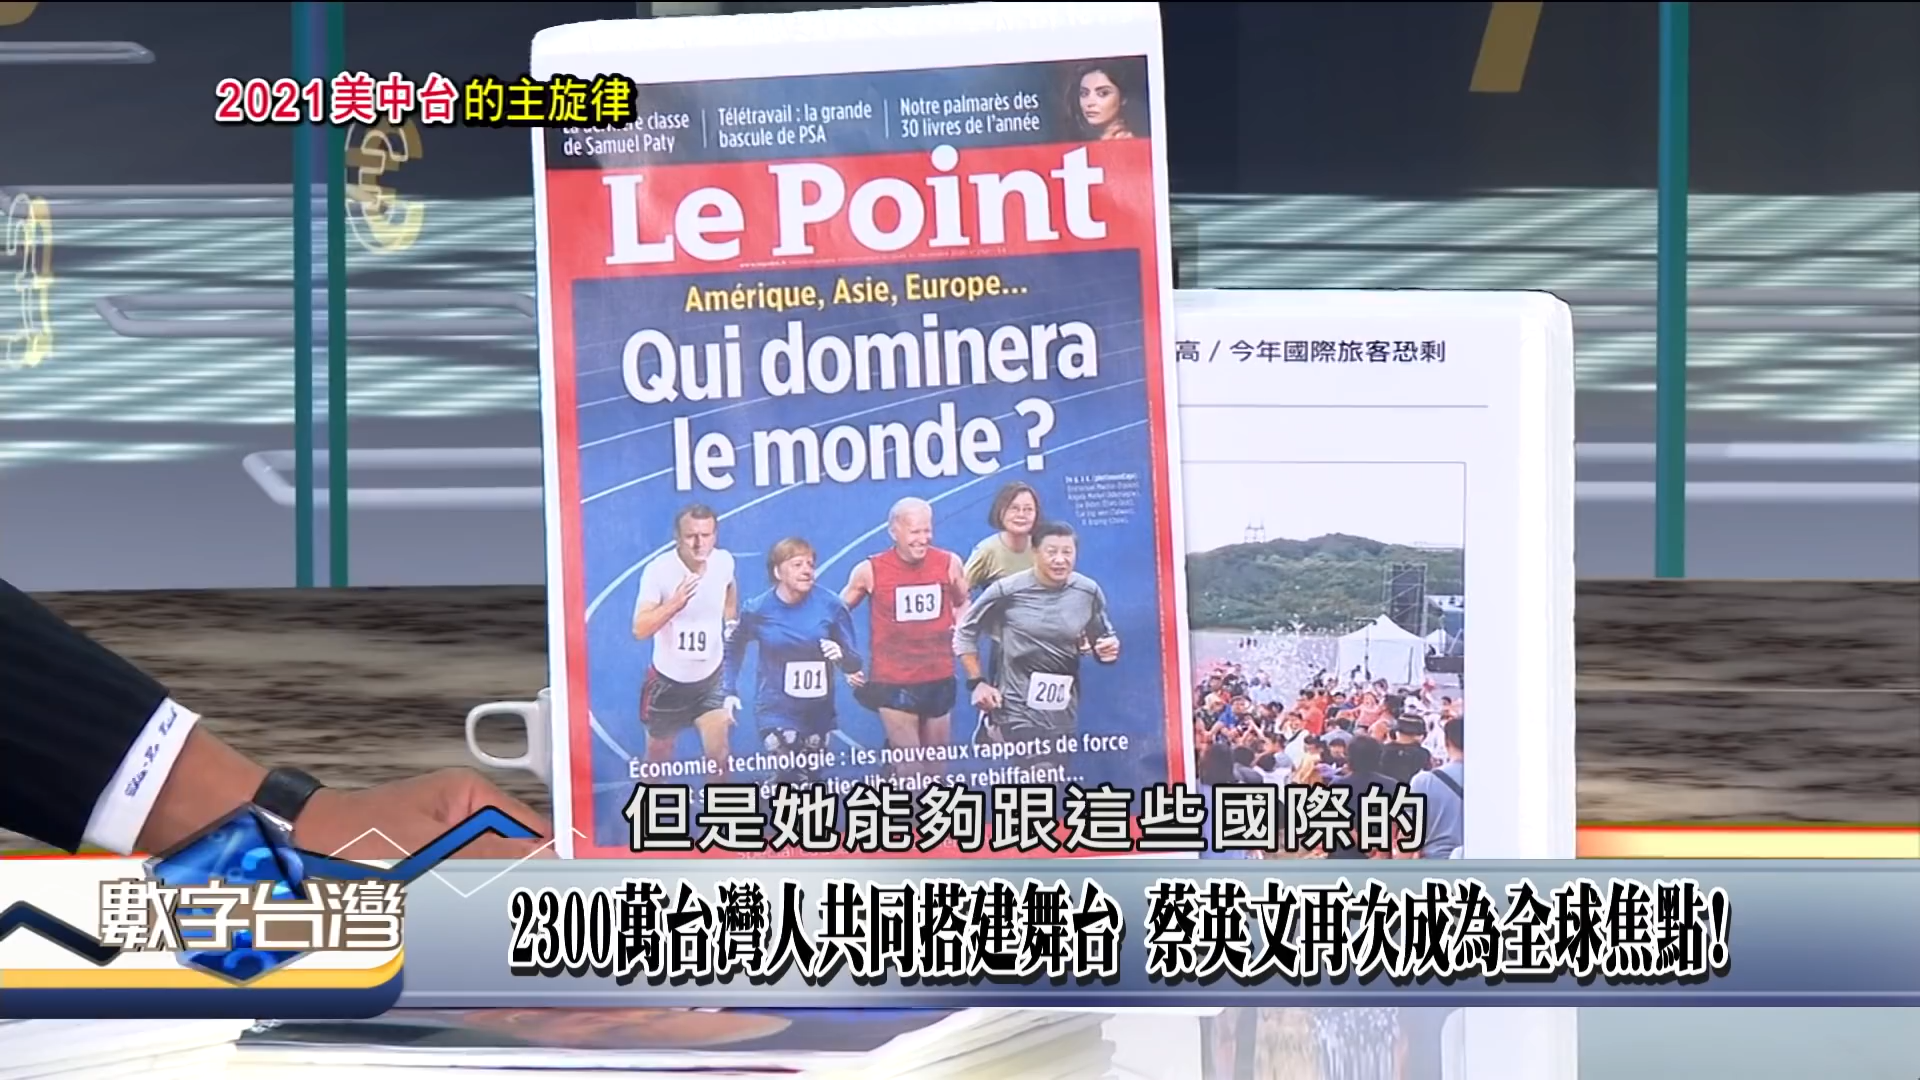 2021美中台的主旋律
classe
de Samuel Paty
Télétravail : la grande
bascule de PSA
Notre palmarès des
30 livres de l'année
Le Point
Amérique, Asie, Europe...
Qui dominera
le monde ?
119
101
163
200
Économie, technologie : les nouveaux rapports de force
libérales se rebiffaient...
高 / 今年國際旅客恐剩
但是她能夠跟這些國際的
數字台灣
2300萬台灣人共同搭建舞台 蔡英文再次成為全球焦點!